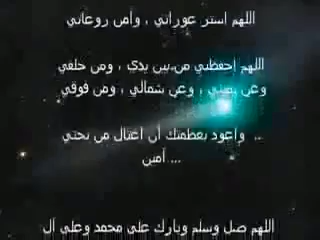 اللهم استر عوراتي ، وآمن روعاتي
اللهم احفظني من بين يدي ، ومن خلفي
وعن يميني ، وعن شمالي ، ومن فوقي
.. وأعوذ بعظمتك أن أغتال من تحتي
... آمين
اللهم صل وسلم وبارك على محمد وعلى آل